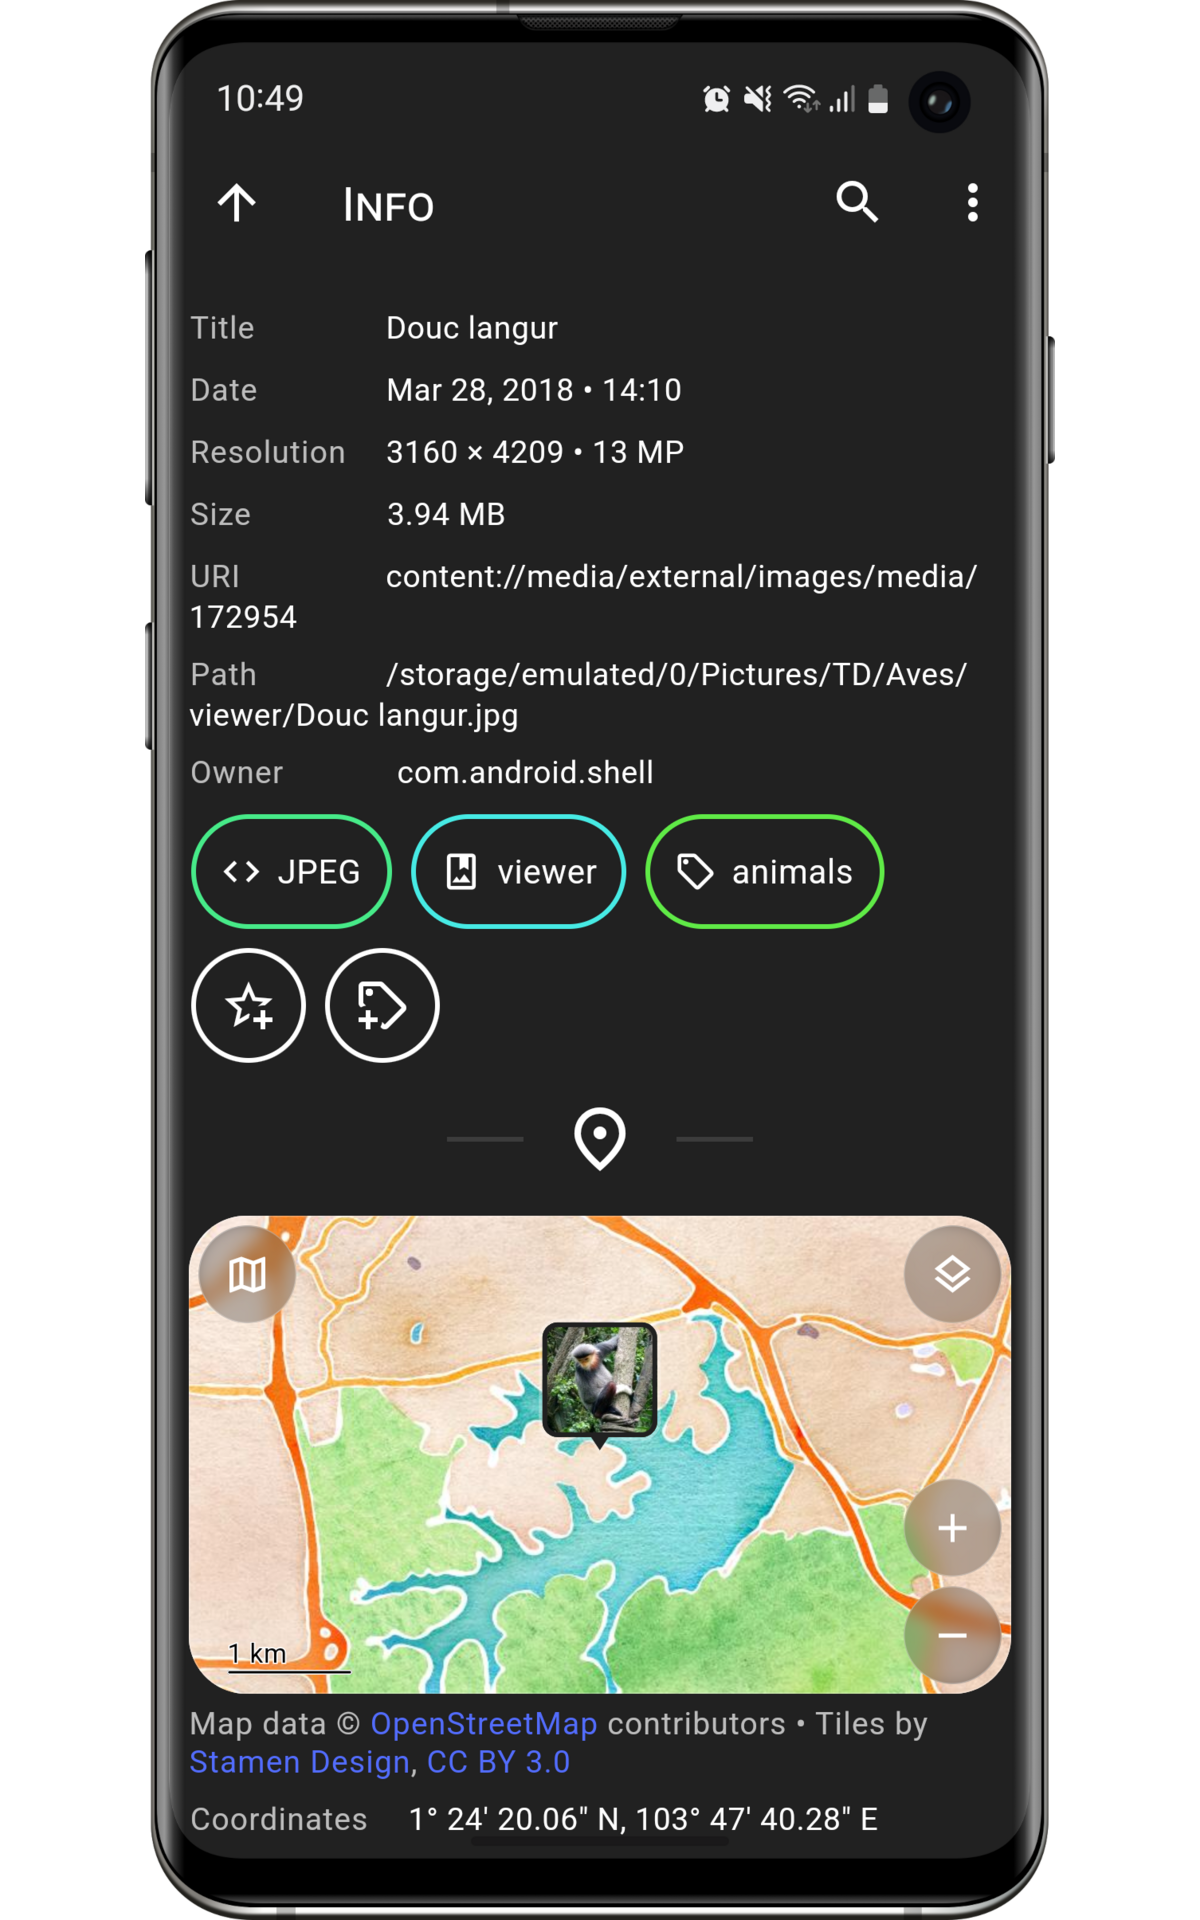 10:49
INFO
Title Douc langur
Date Mar 28, 2018 • 14:10
Resolution 3160 × 4209 • 13 MP
Size 3.94 MB
URI content://media/external/images/media/
172954
Path /storage/emulated/0/Pictures/TD/Aves/
viewer/Douc langur.jpg
Owner com.android.shell
JPEG viewer animals
1 km
Map data © OpenStreetMap contributors • Tiles by
Stamen Design, CC BY 3.0
Coordinates 1° 24' 20.06" N, 103° 47' 40.28" E